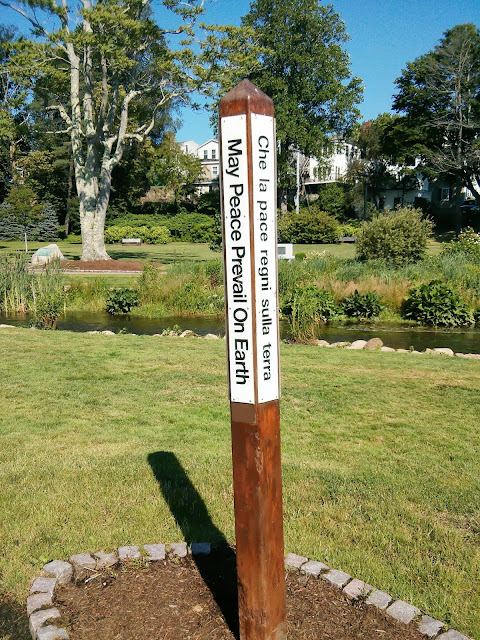 May Peace Prevail On Earth
Che la pace regni sulla terra